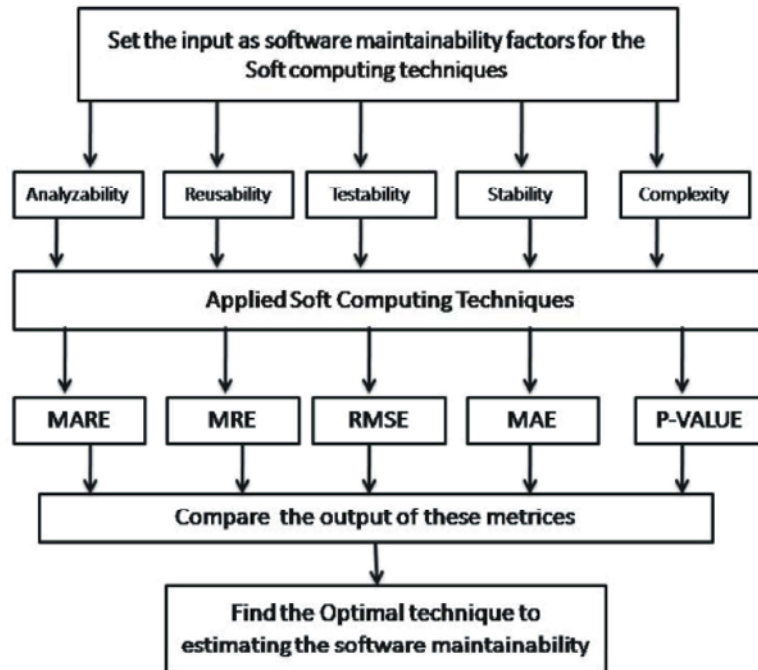 Set the input as software maintainability factors for the
Soft computing techniques
Analyzability
Reusability
Testability
Stability
Complexity
Applied Soft Computing Techniques
MARE
MRE
RMSE
MAE
P-VALUE
Compare the output of these metrices
Find the Optimal technique to
estimating the software maintainability